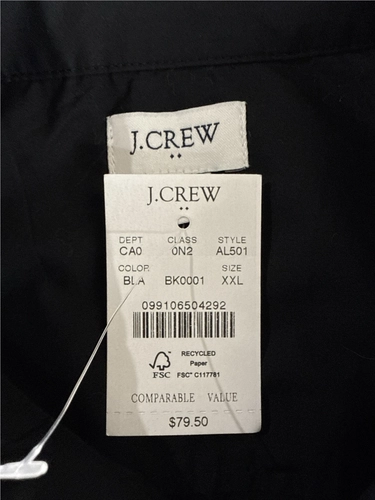 J.CREW
J.CREW
DEPT CLASS STYLE
CA0 0N2 AL501
COLOR SIZE
BLA BK0001 XXL
099106504292
RECYCLED
Paper
FSC FSC™ C117781
COMPARABLE VALUE
$79.50